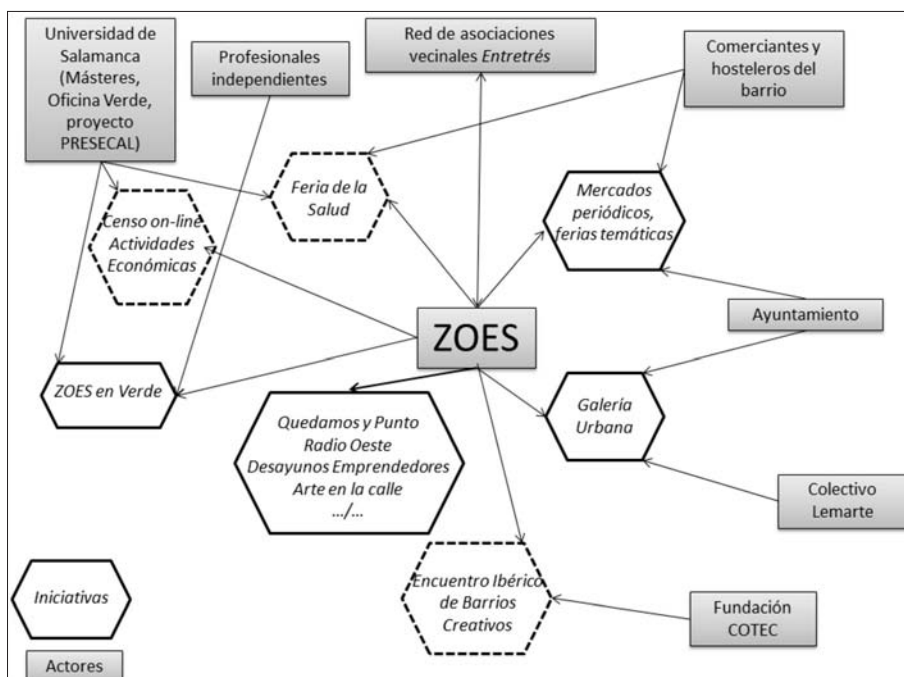 Universidad de
Salamanca
(Másteres,
Oficina Verde,
proyecto
PRESECAL)
Profesionales
independientes
Red de asociaciones
vecinales Entretrés
Comerciantes y
hosteleros del
barrio
Feria de la
Salud
Mercados
periódicos,
ferias temáticas
Censo on-line
Actividades
Económicas
ZOES
Ayuntamiento
ZOES en Verde
Quedamos y Punto
Radio Oeste
Desayunos Emprendedores
Arte en la calle
.../...
Galería
Urbana
Colectivo
Lemarte
Encuentro Ibérico
de Barrios
Creativos
Fundación
COTEC
Iniciativas
Actores